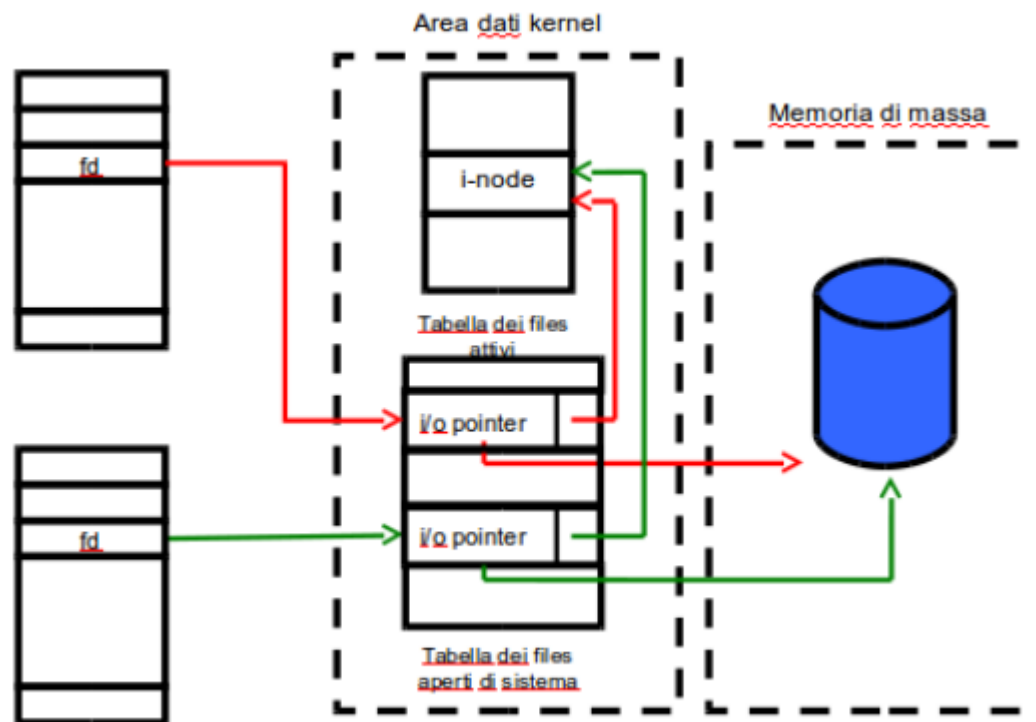 Area dati kernel
Memoria di massa
fd
i-node
Tabella dei files
attivi
i/o pointer
fd
i/o pointer
Tabella dei files
aperti di sistema